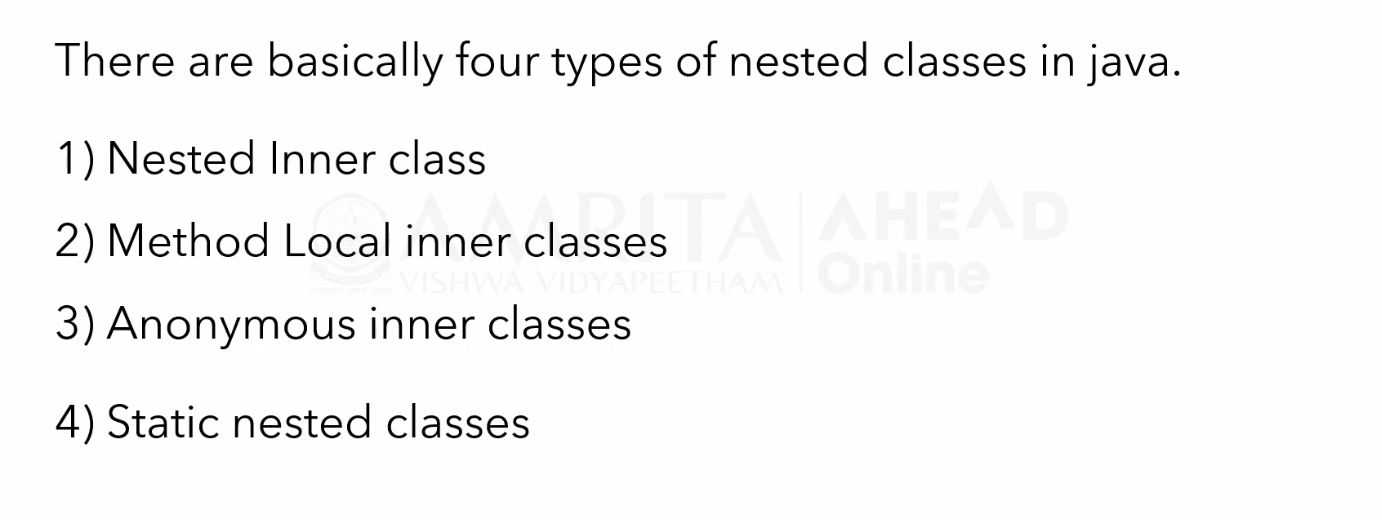 There are basically four types of nested classes in java.
1) Nested Inner class
2) Method Local inner classes
3) Anonymous inner classes
4) Static nested classes
AMRITA
VISHWA VIDYAPEETHAM
AHEAD
Online